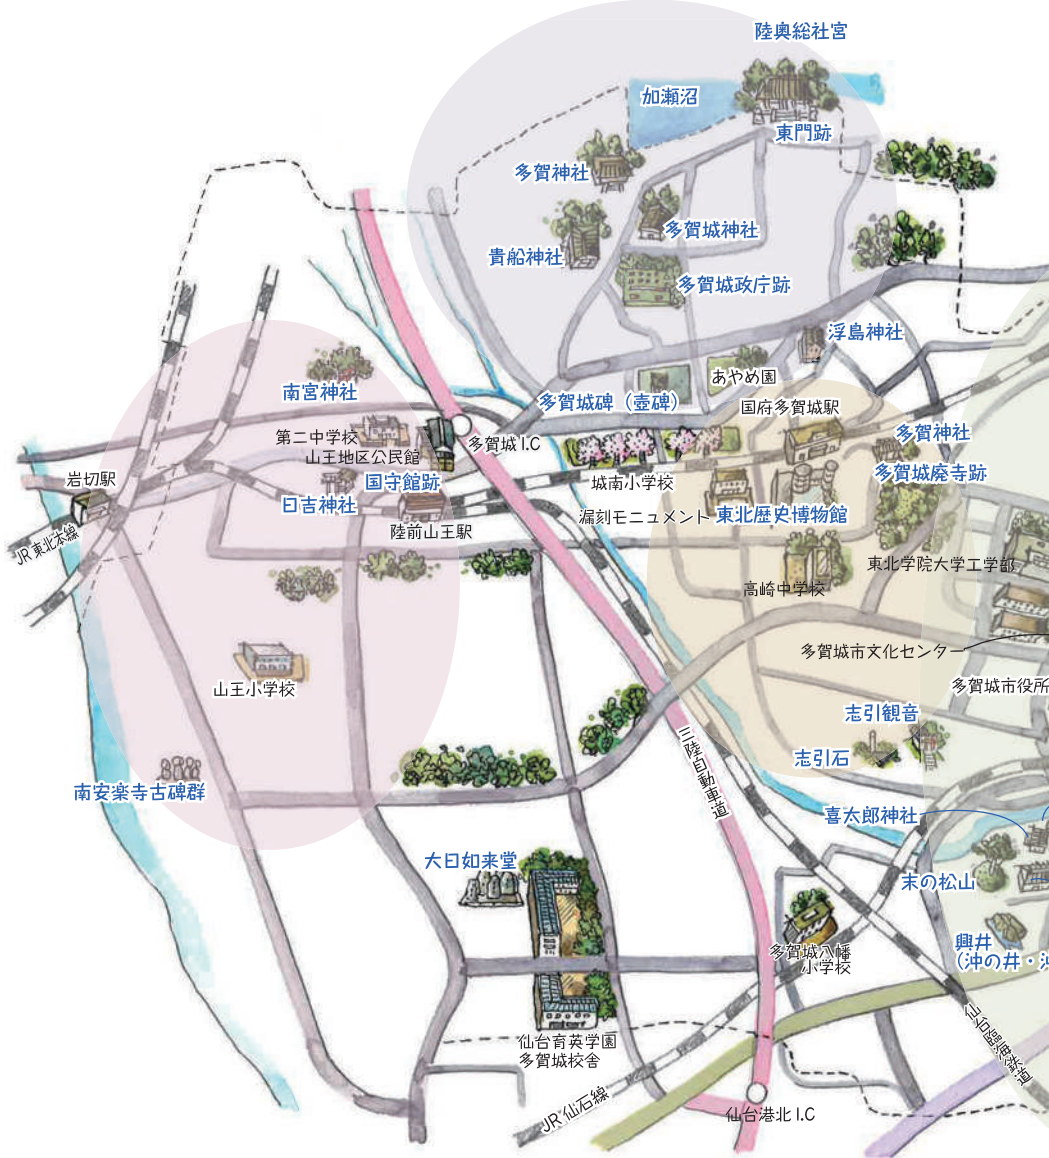 陸奥総社宮
加瀬沼
東門跡
多賀神社
多賀城神社
貴船神社
多賀城政庁跡
浮島神社
あやめ園
南宮神社
多賀城碑（壺碑）
国府多賀城駅
第二中学校
山王地区公民館
多賀城I.C
多賀神社
岩切駅
国守館跡
城南小学校
多賀城廃寺跡
日吉神社
陸前山王駅
漏刻モニュメント
東北歴史博物館
JR東北本線
東北学院大学工学部
高崎中学校
多賀城市文化センター
山王小学校
多賀城市役所
志引観音
三陸自動車道
志引石
南安楽寺古碑群
喜太郎神社
大日如来堂
末の松山
多賀城八幡
小学校
興井
（沖の井・
仙台臨海鉄道
仙台育英学園
多賀城校舎
JR仙石線
仙台港北I.C